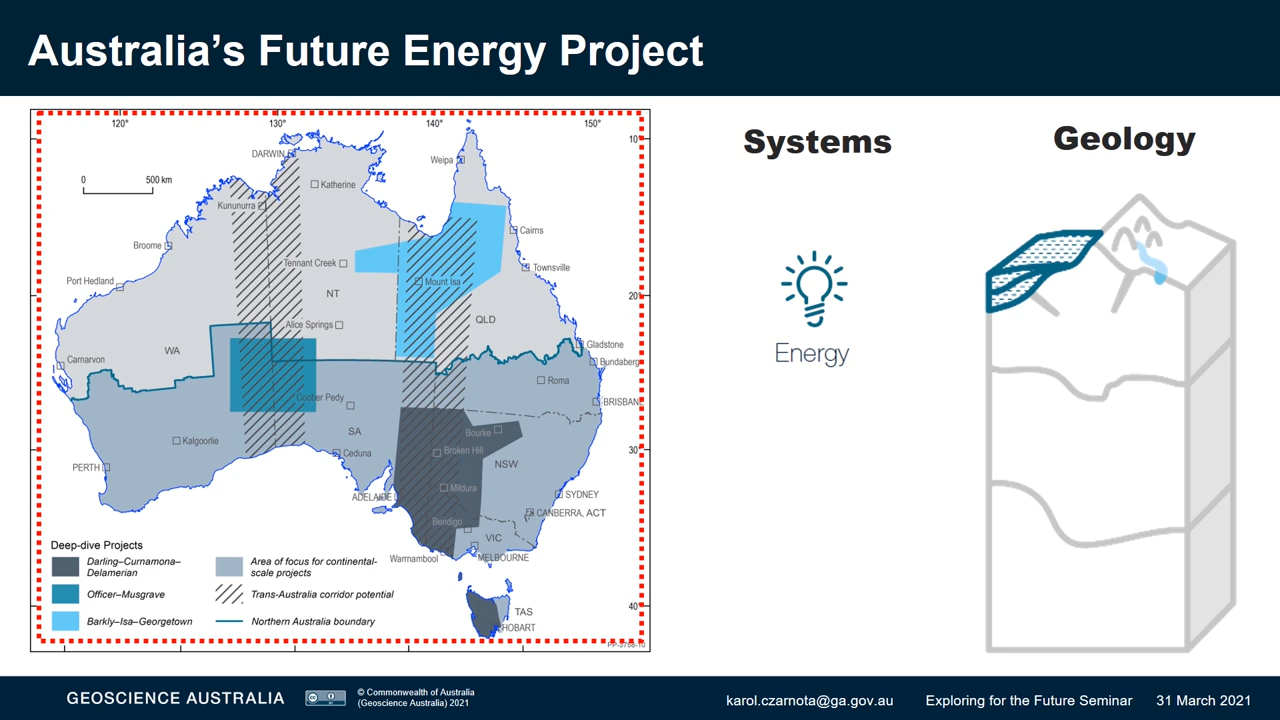 Australia's Future Energy Project
120°
130°
140°
150°
10°
DARWIN
Weipa
0 500 km
Katherine
Kununurra
Cairns
Broome
Tennant Creek
Townsville
Port Hedland
Mount Isa
NT
20°
QLD
Alice Springs
WA
Gladstone
Carnarvon
Bundaberg
Roma
Coober Pedy
BRISBAN
SA
Kalgoorlie
Bourke
30°
Ceduna
Broken Hill
NSW
PERTH
Mildura
ADELAIDE
SYDNEY
CANBERRA, ACT
Bendigo
VIC
Warrnambool
MELBOURNE
40°
TAS
HOBART
PP-3758-10
Deep-dive Projects
Darling–Curnamona–
Delamerian
Officer–Musgrave
Barkly–Isa–Georgetown
Area of focus for continental-
scale projects
Trans-Australia corridor potential
Northern Australia boundary
Systems
Energy
Geology
GEOSCIENCE AUSTRALIA
© Commonwealth of Australia
(Geoscience Australia) 2021
karol.czarnota@ga.gov.au
Exploring for the Future Seminar
31 March 2021